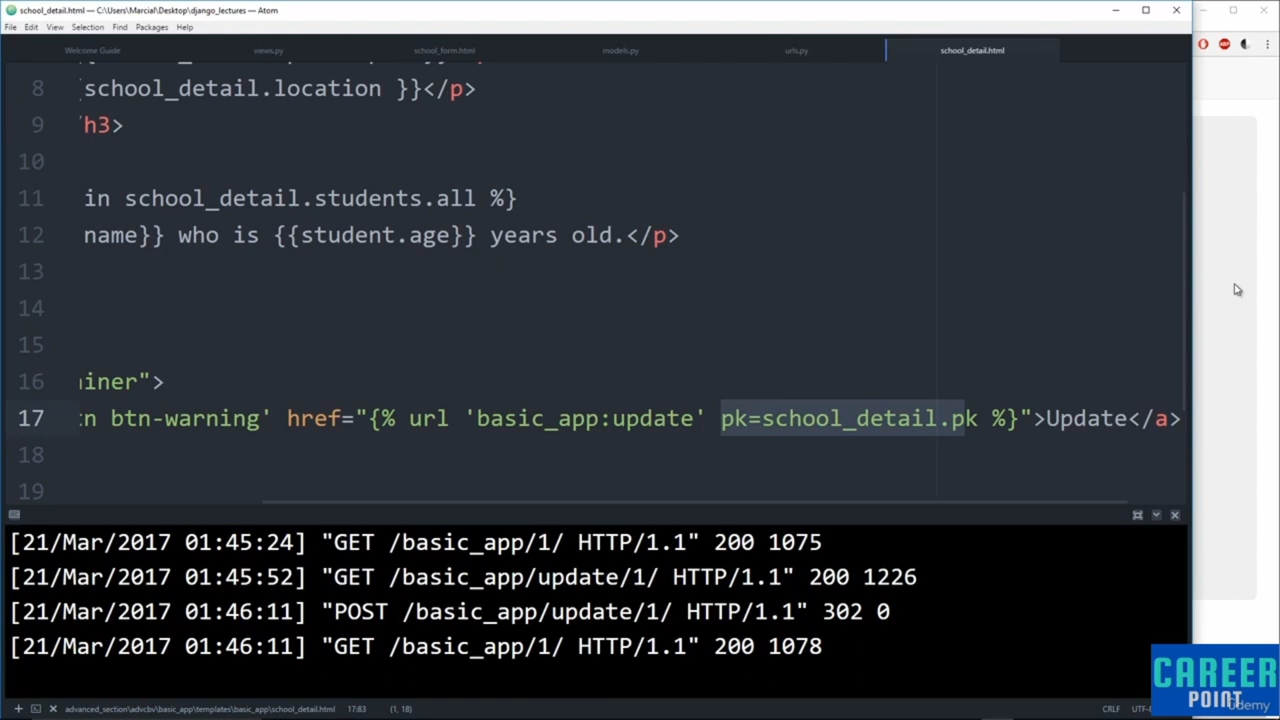 school_detail.html — C:\Users\Marcial\Desktop\django_lectures — Atom
File Edit View Selection Find Packages Help
Welcome Guide views.py school_form.html models.py urls.py school_detail.html
8 school_detail.location }}</p>
9 /h3>
10
11 in school_detail.students.all %}
12 name}} who is {{student.age}} years old.</p>
13
14
15
16 iner">
17 n btn-warning' href="{% url 'basic_app:update' pk=school_detail.pk %}">Update</a>
18
19
[21/Mar/2017 01:45:24] "GET /basic_app/1/ HTTP/1.1" 200 1075
[21/Mar/2017 01:45:52] "GET /basic_app/update/1/ HTTP/1.1" 200 1226
[21/Mar/2017 01:46:11] "POST /basic_app/update/1/ HTTP/1.1" 302 0
[21/Mar/2017 01:46:11] "GET /basic_app/1/ HTTP/1.1" 200 1078
advanced_section\advcbv\basic_app\templates\basic_app\school_detail.html 17:83 (1, 18) CRLF UTF-
CAREER
POINT
Udemy